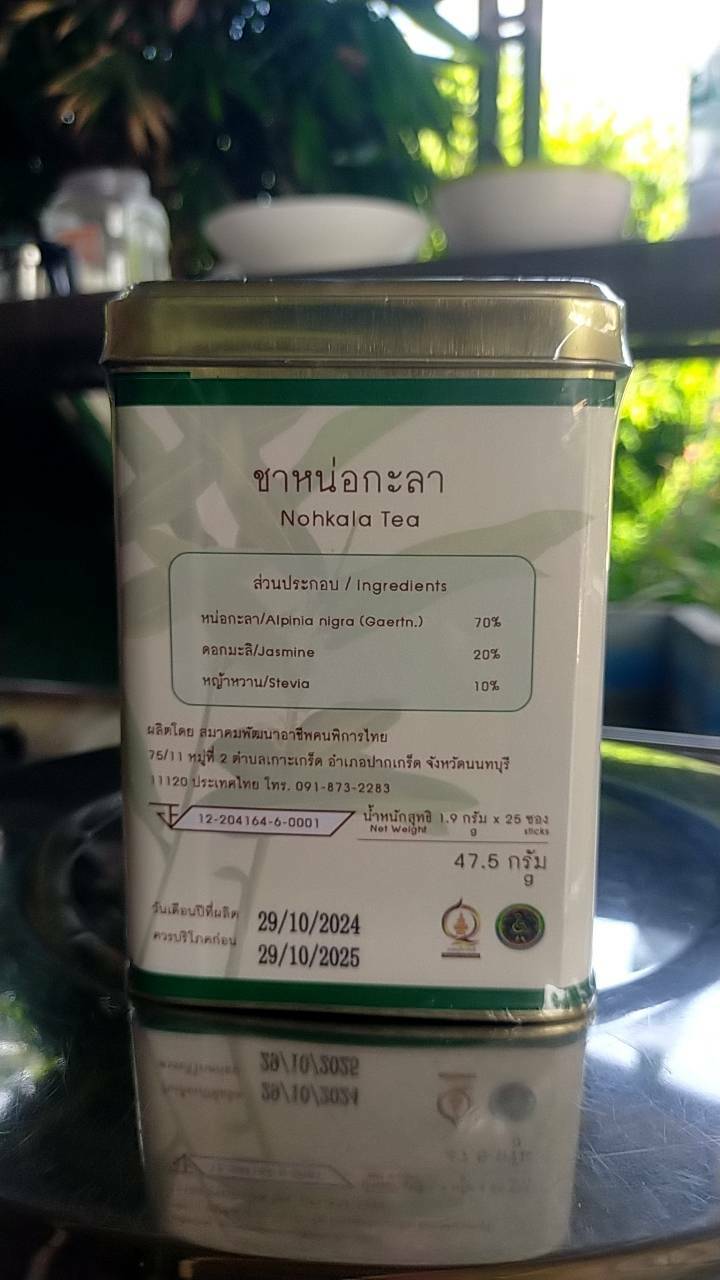 ชาหน่อกะลา
Nohkala Tea
ส่วนประกอบ / Ingredients
หน่อกะลา/Alpinia nigra (Gaertn.) 70%
ดอกมะลิ/Jasmine 20%
หญ้าหวาน/Stevia 10%
ผลิตโดย สมาคมพัฒนาอาชีพคนพิการไทย
75/11 หมู่ที่ 2 ตำบลเกาะเกร็ด อำเภอปากเกร็ด จังหวัดนนทบุรี
11120 ประเทศไทย โทร. 091-873-2283
12-204164-6-0001
น้ำหนักสุทธิ 1.9 กรัม x 25 ซอง
Net Weight g sticks
47.5 กรัม
g
วันเดือนปีที่ผลิต 29/10/2024
ควรบริโภคก่อน 29/10/2025